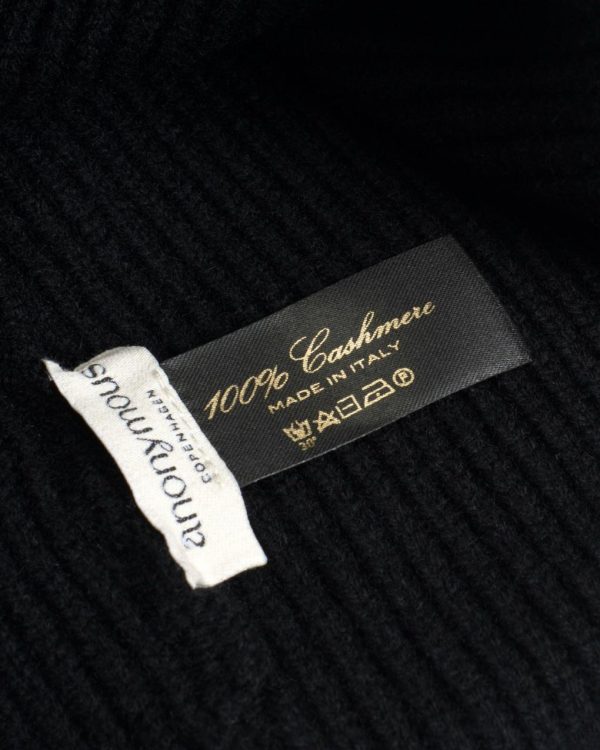 anonymous
COPENHAGEN
100% Cashmere
MADE IN ITALY
30°
P